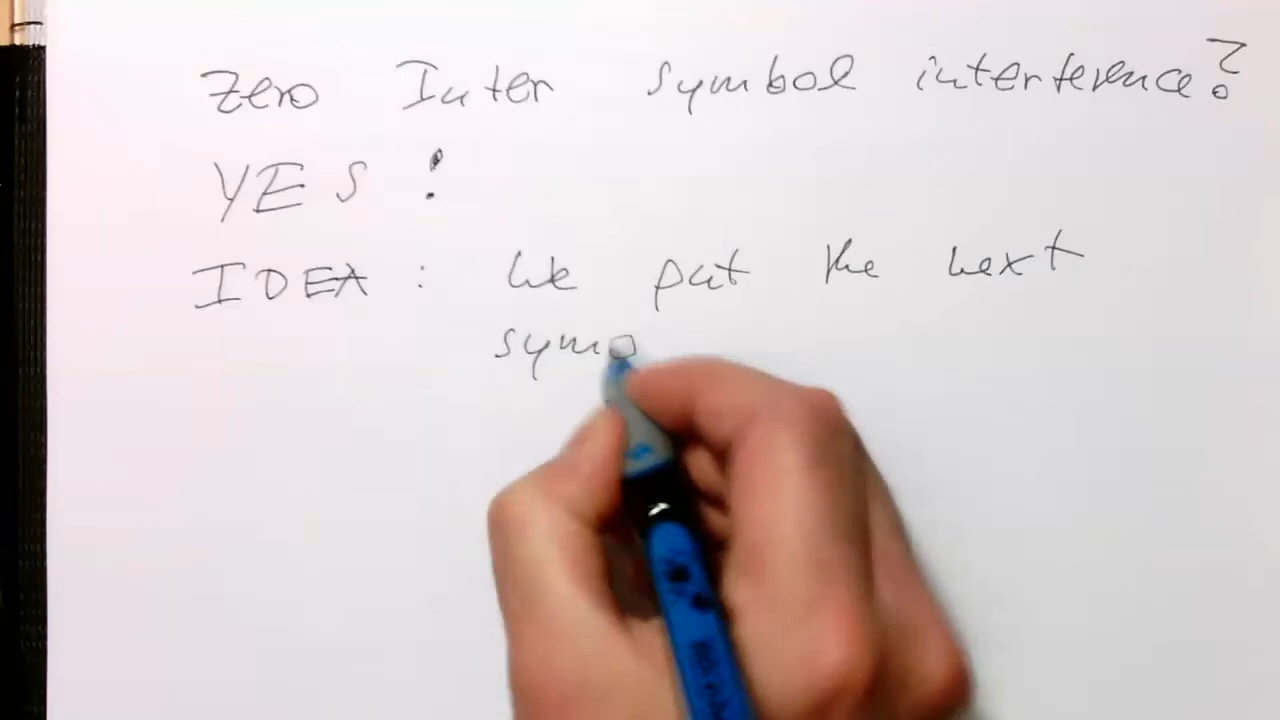 Zero Inter symbol interference?
YES !
IDEA : We put the next
symo